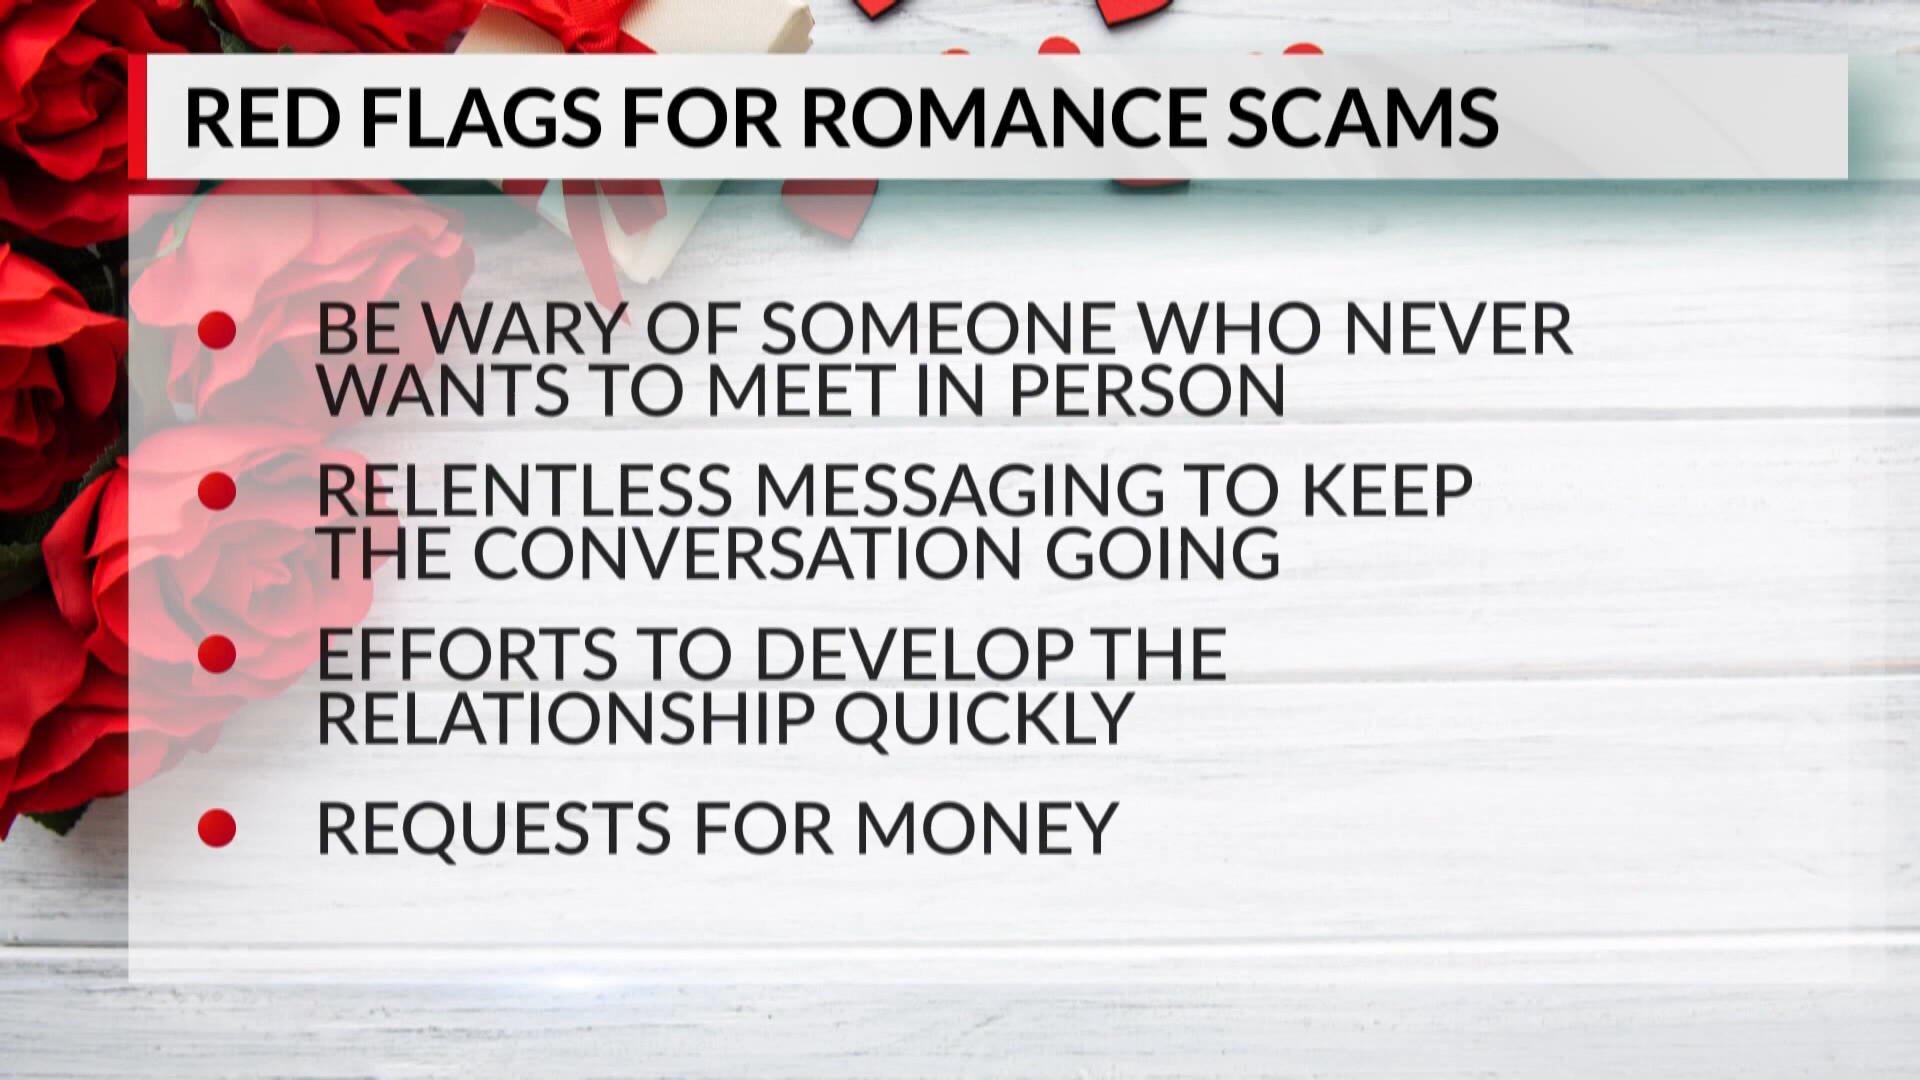 RED FLAGS FOR ROMANCE SCAMS
● BE WARY OF SOMEONE WHO NEVER
WANTS TO MEET IN PERSON
● RELENTLESS MESSAGING TO KEEP
THE CONVERSATION GOING
● EFFORTS TO DEVELOP THE
RELATIONSHIP QUICKLY
● REQUESTS FOR MONEY